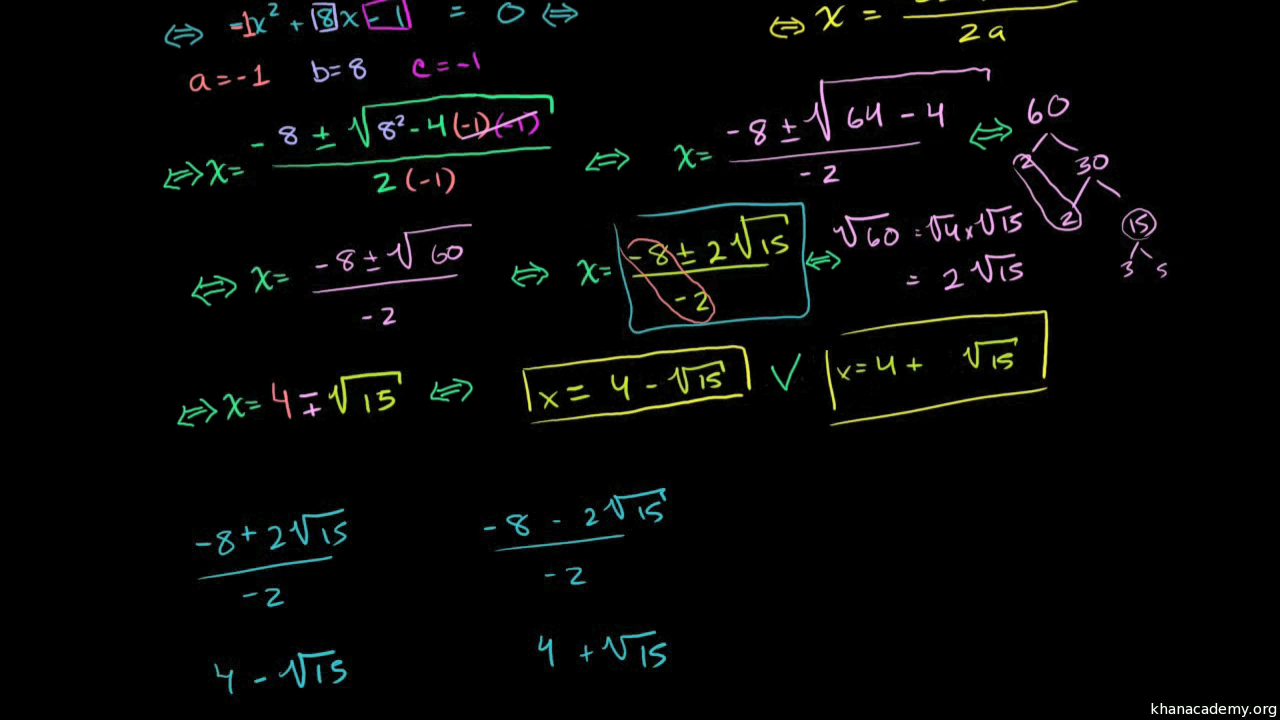 ⇔ -1x² + 8x - 1 = 0 ⇔
⇔ x =
2a
a = -1 b = 8 c = -1
⇔ x = (-8 ± √(8² - 4(-1)(-1))) / (2(-1)) ⇔ x = (-8 ± √(64 - 4)) / (-2) ⇔
60
2 30
2 15
3 5
⇔ x = (-8 ± √60) / (-2) ⇔ x = (-8 ± 2√15) / (-2) ⇔ √60 = √4 × √15
= 2√15
⇔ x = 4 ∓ √15 ⇔ x = 4 - √15 ∨ x = 4 + √15
(-8 + 2√15) / (-2) (-8 - 2√15) / (-2)
4 - √15 4 + √15
khanacademy.org